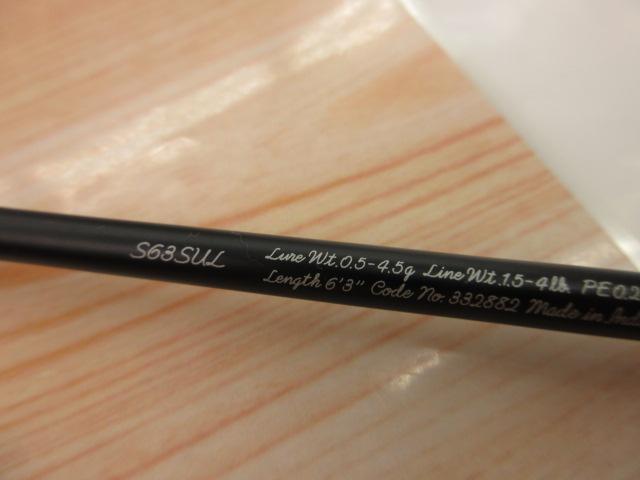 S63SUL
Lure Wt. 0.5-4.5g Line Wt. 1.5-4lb. PE0.2
Length 6'3" Code No. 332882 Made in